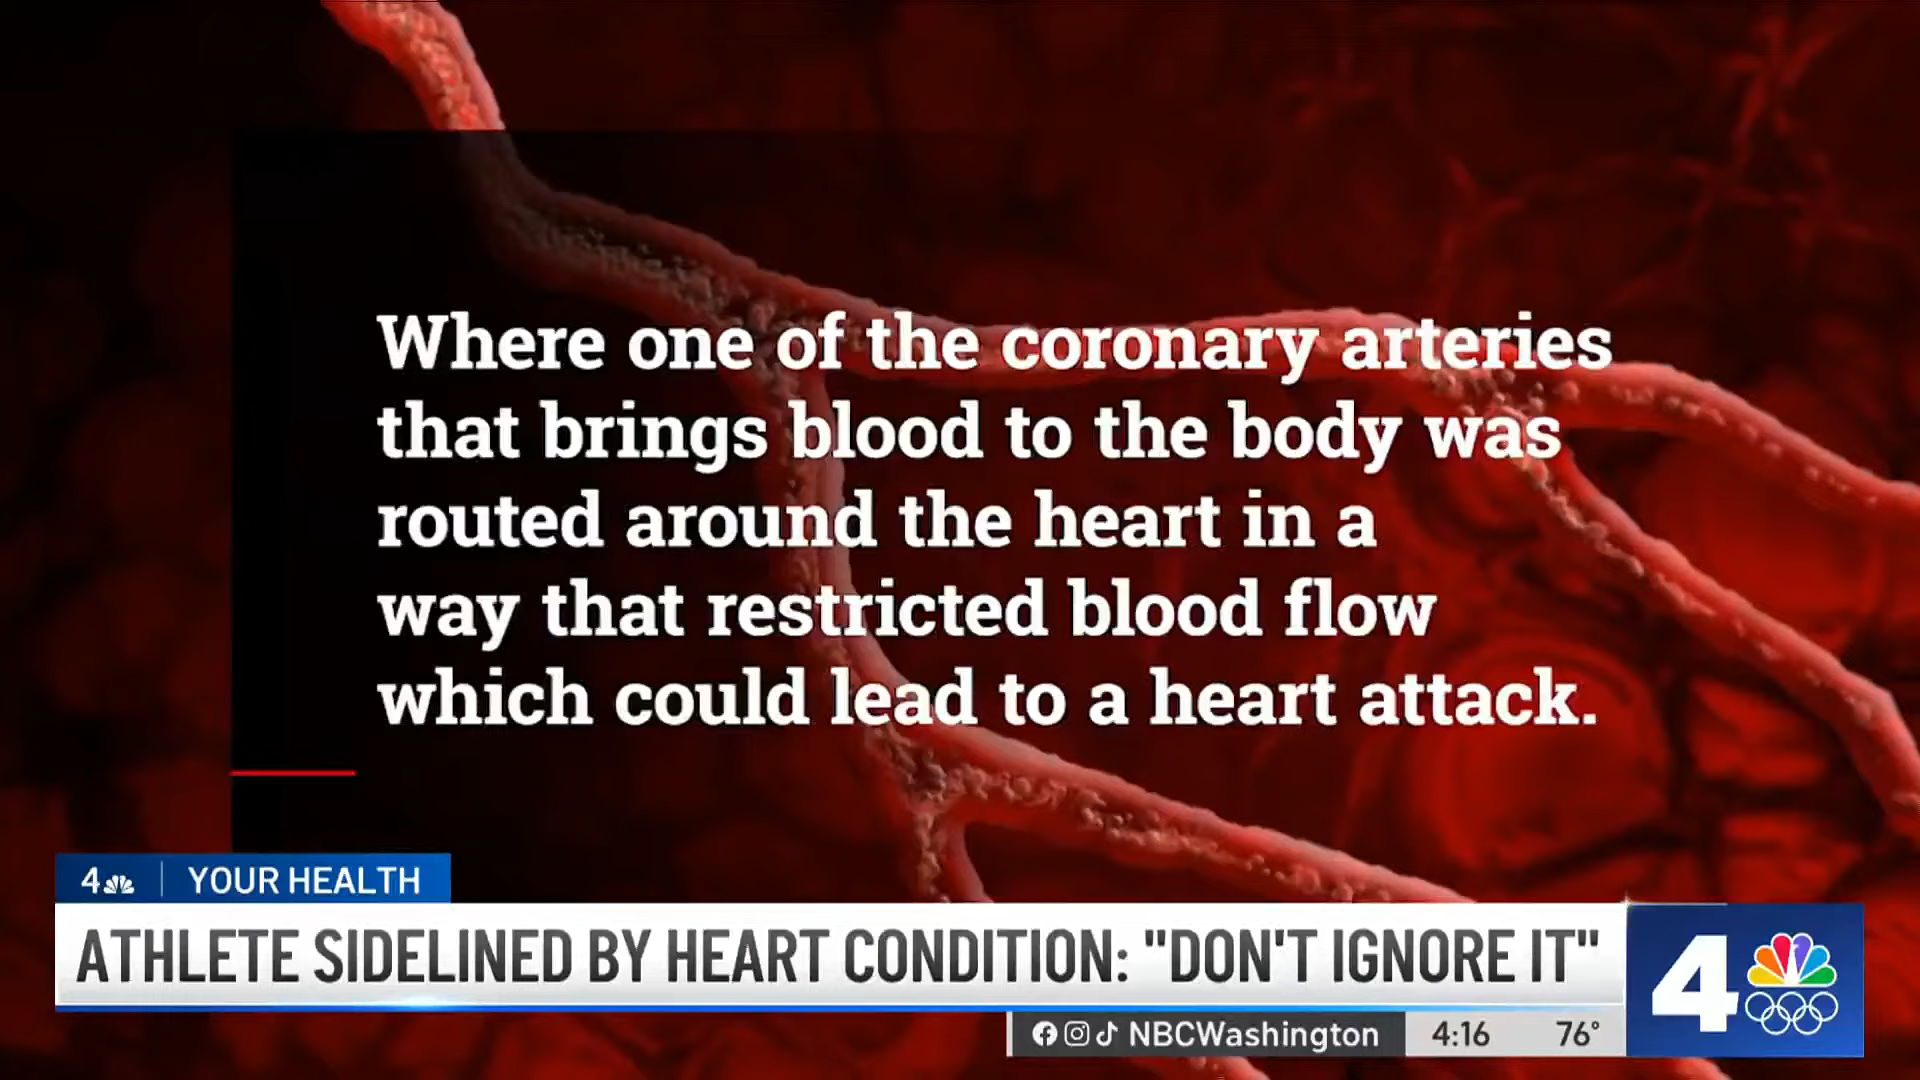 Where one of the coronary arteries
that brings blood to the body was
routed around the heart in a
way that restricted blood flow
which could lead to a heart attack.
4 YOUR HEALTH
ATHLETE SIDELINED BY HEART CONDITION: "DON'T IGNORE IT"
4
NBCWashington 4:16 76°